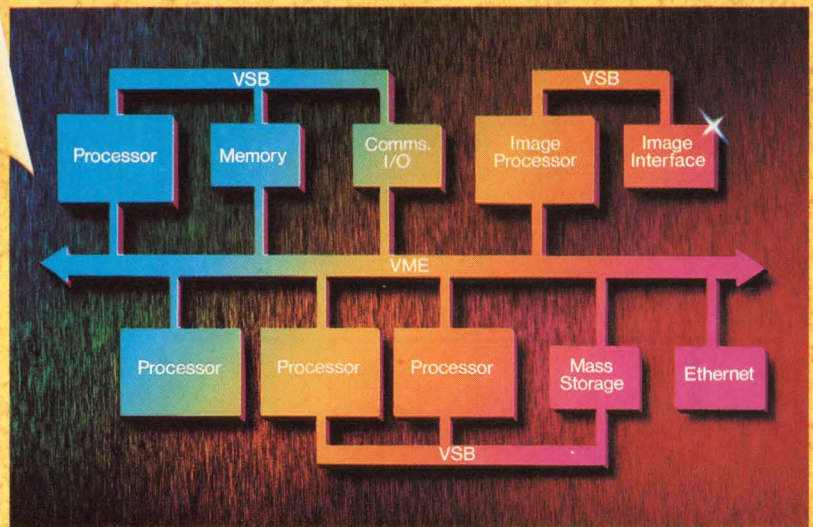 VSB
VSB
Processor
Memory
Comms.
I/O
Image
Processor
Image
Interface
VME
Processor
Processor
Processor
Mass
Storage
Ethernet
VSB